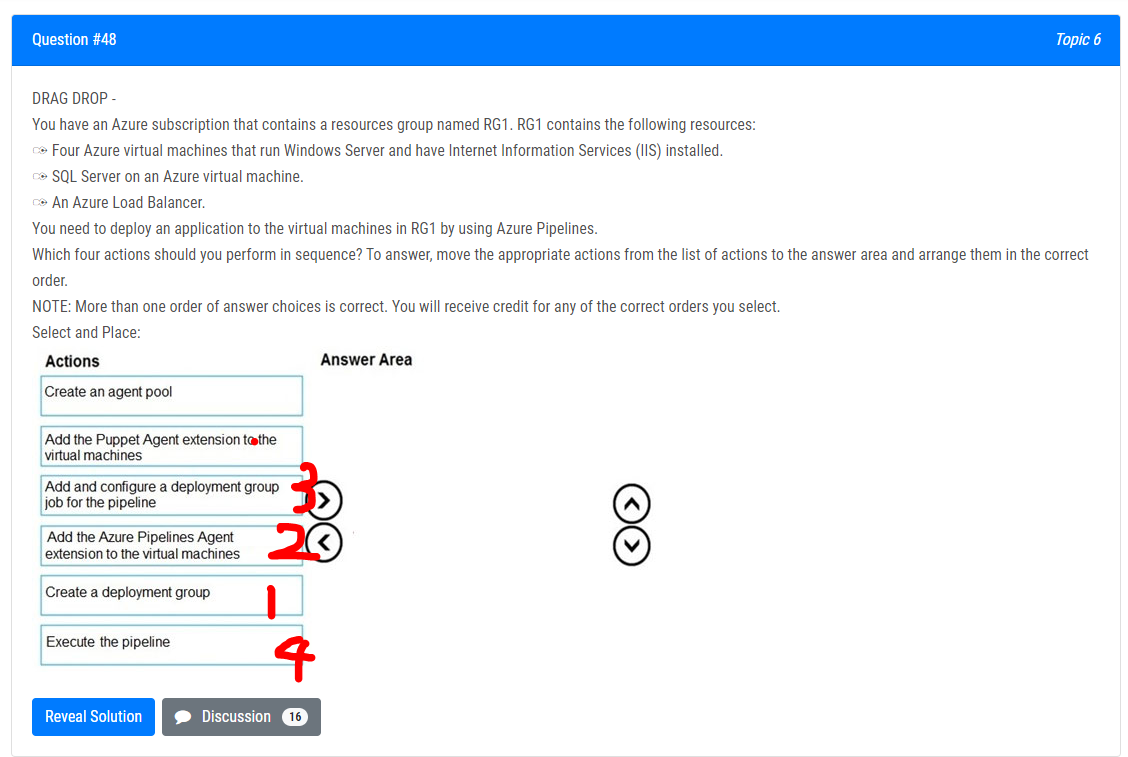 Question #48
Topic 6
DRAG DROP -
You have an Azure subscription that contains a resources group named RG1. RG1 contains the following resources:
Four Azure virtual machines that run Windows Server and have Internet Information Services (IIS) installed.
SQL Server on an Azure virtual machine.
An Azure Load Balancer.
You need to deploy an application to the virtual machines in RG1 by using Azure Pipelines.
Which four actions should you perform in sequence? To answer, move the appropriate actions from the list of actions to the answer area and arrange them in the correct
order.
NOTE: More than one order of answer choices is correct. You will receive credit for any of the correct orders you select.
Select and Place:
Actions
Answer Area
Create an agent pool
Add the Puppet Agent extension to the
virtual machines
Add and configure a deployment group
job for the pipeline
3
Add the Azure Pipelines Agent
extension to the virtual machines
2
Create a deployment group
1
Execute the pipeline
4
Reveal Solution
Discussion 16